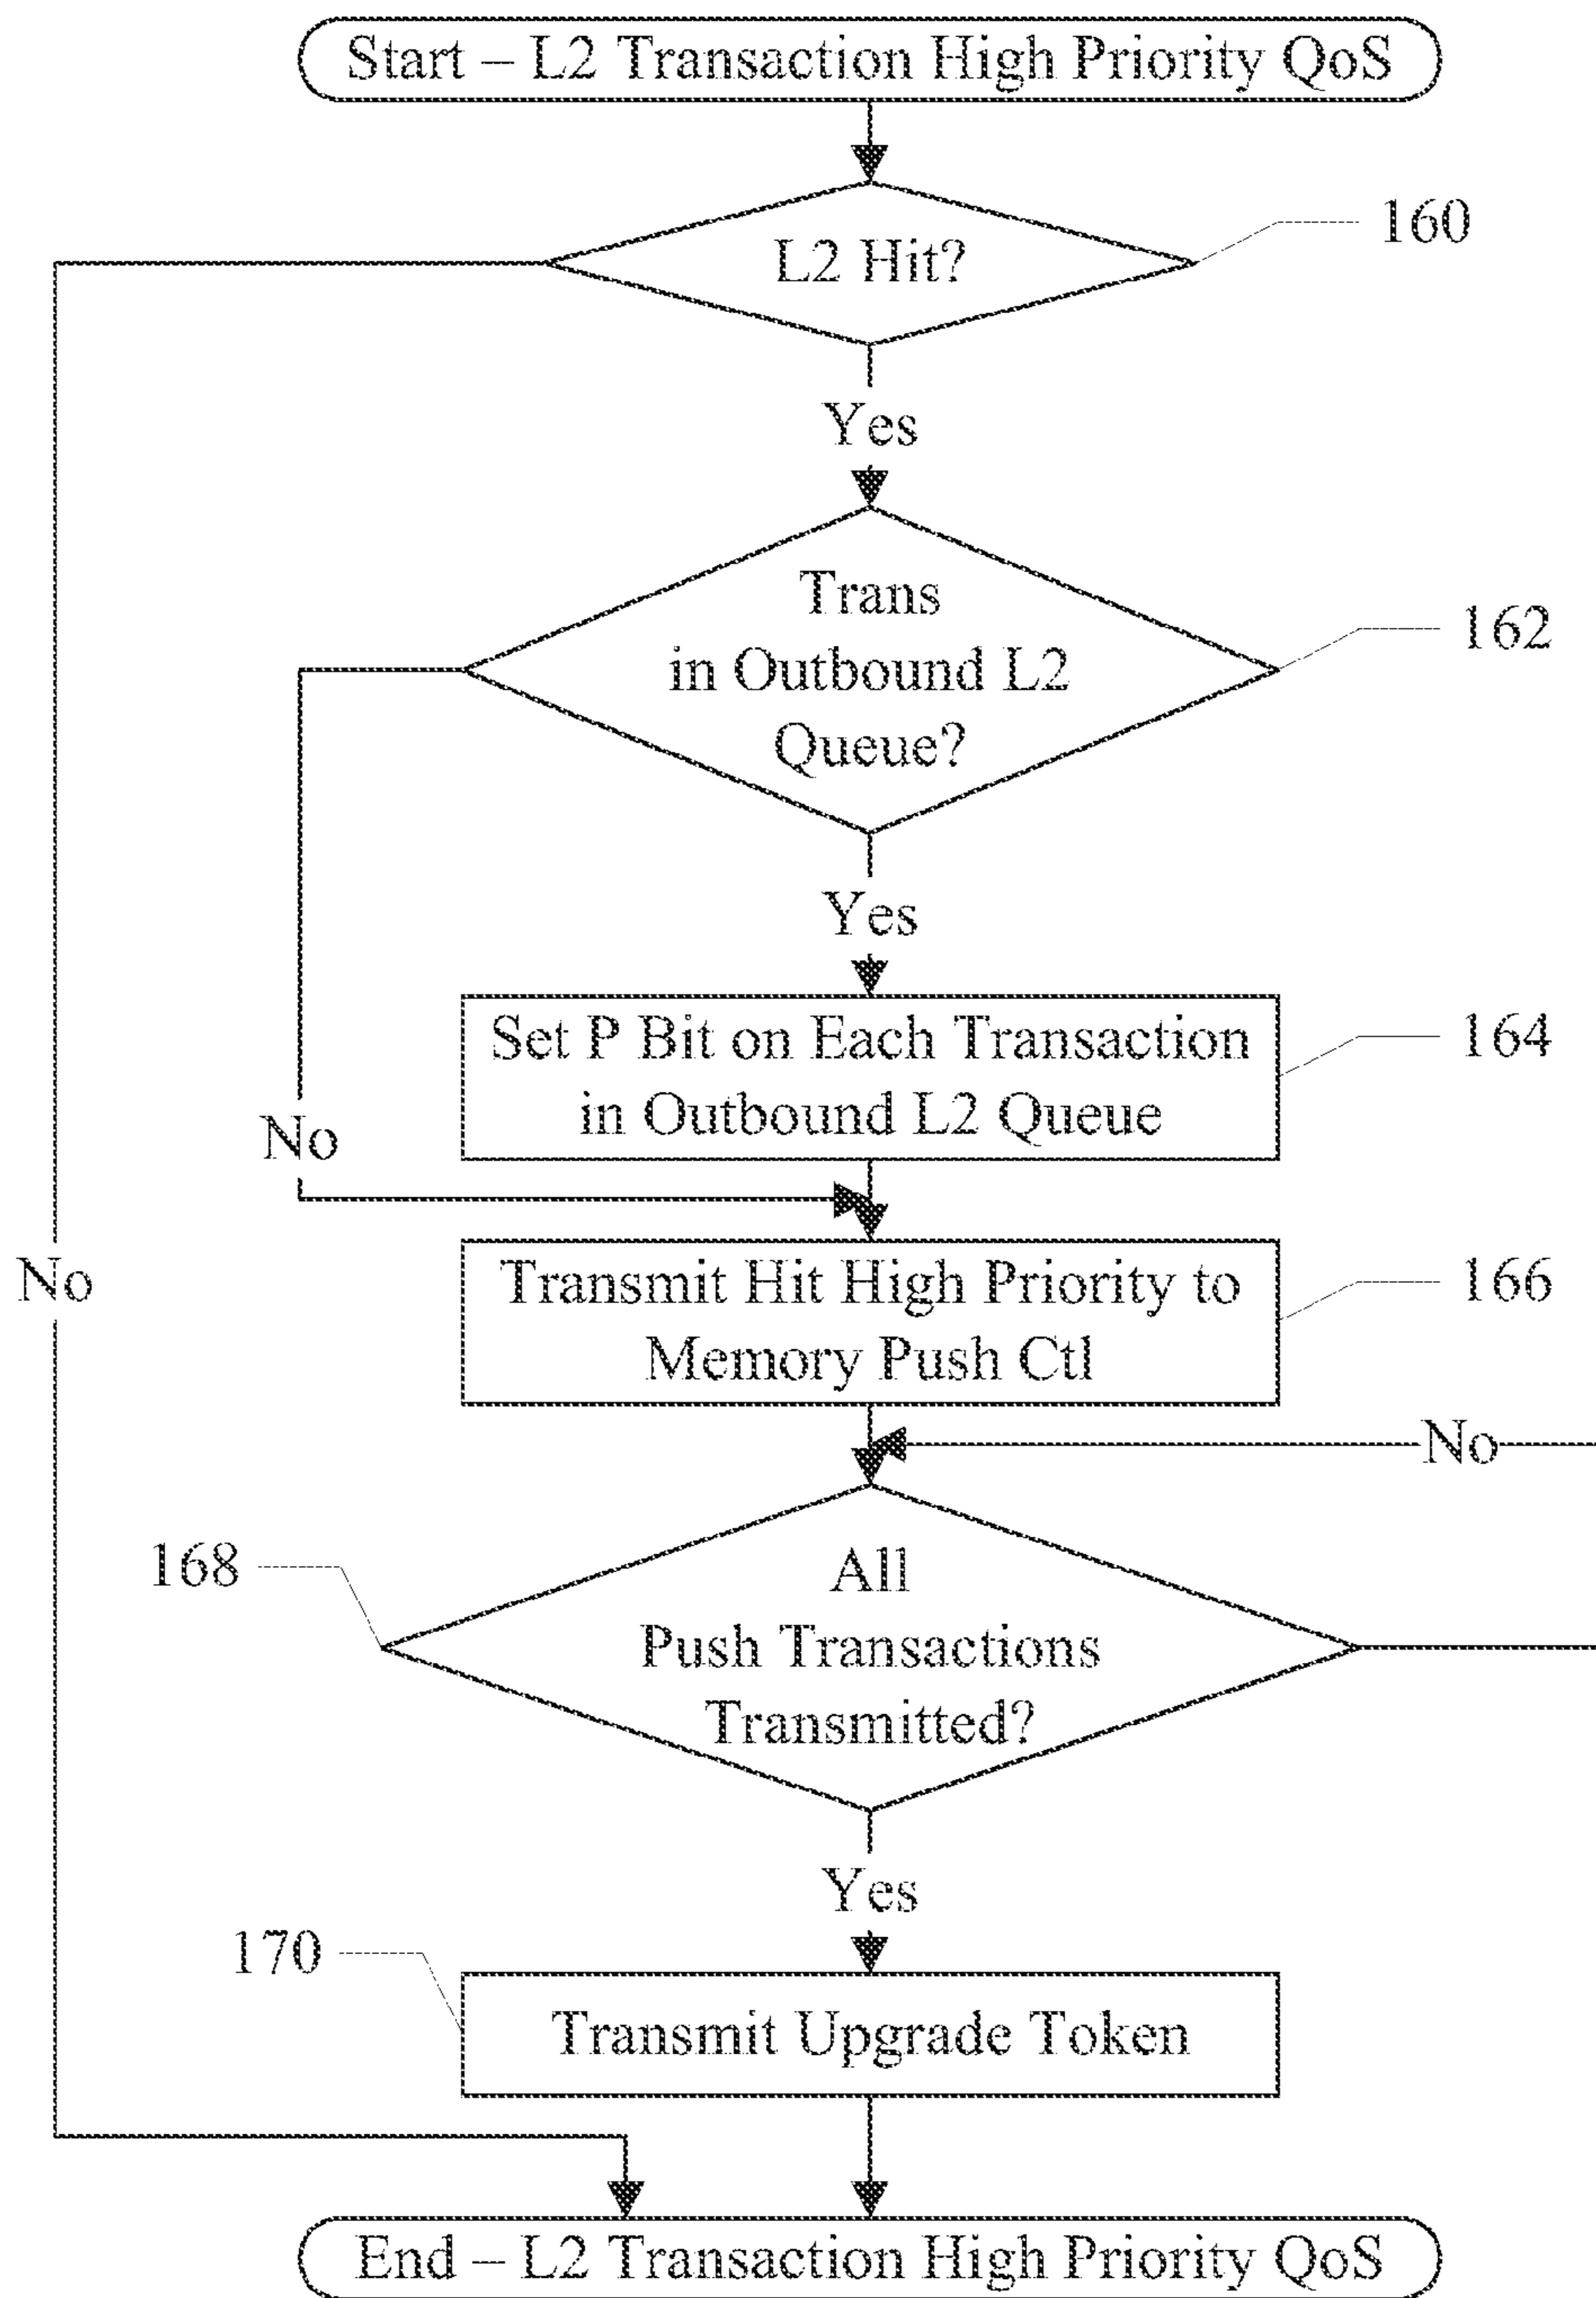 Start – L2 Transaction High Priority QoS
160
L2 Hit?
Yes
162
Trans
in Outbound L2
Queue?
Yes
164
Set P Bit on Each Transaction
in Outbound L2 Queue
No
No
166
Transmit Hit High Priority to
Memory Push Ctl
No
168
All
Push Transactions
Transmitted?
Yes
170
Transmit Upgrade Token
End – L2 Transaction High Priority QoS